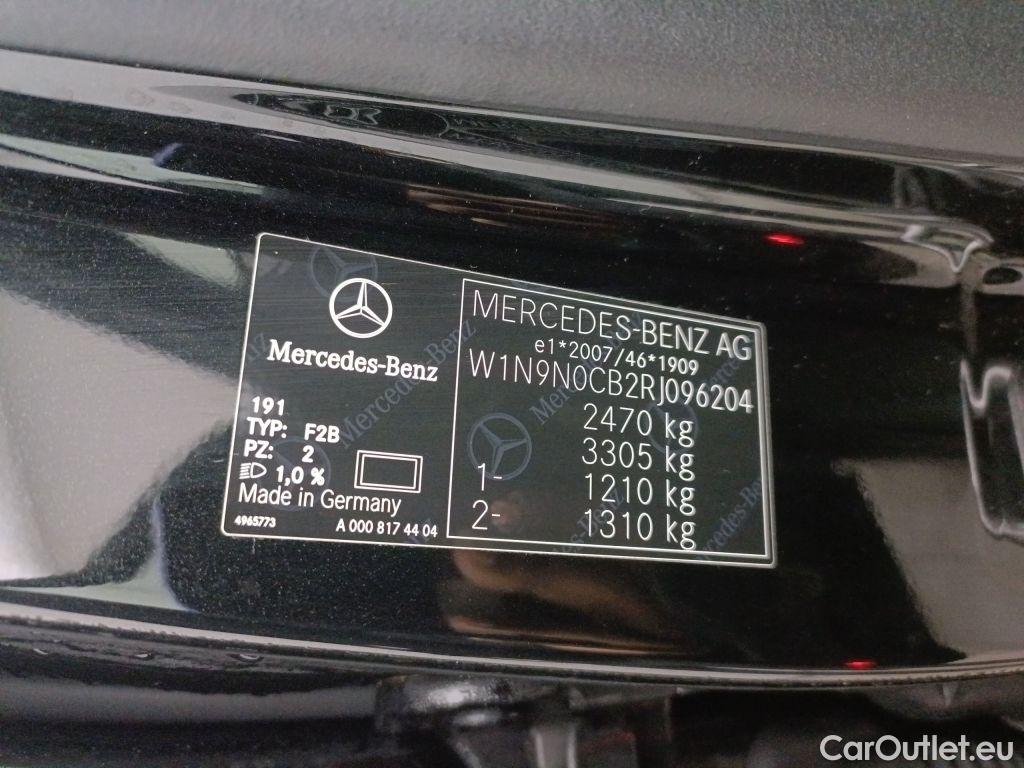 Mercedes-Benz
191
TYP: F2B
PZ: 2
1,0 %
Made in Germany
4965773 A 000 817 44 04
MERCEDES-BENZ AG
e1*2007/46*1909
W1N9N0CB2RJ096204
2470 kg
3305 kg
1- 1210 kg
2- 1310 kg
CarOutlet.eu